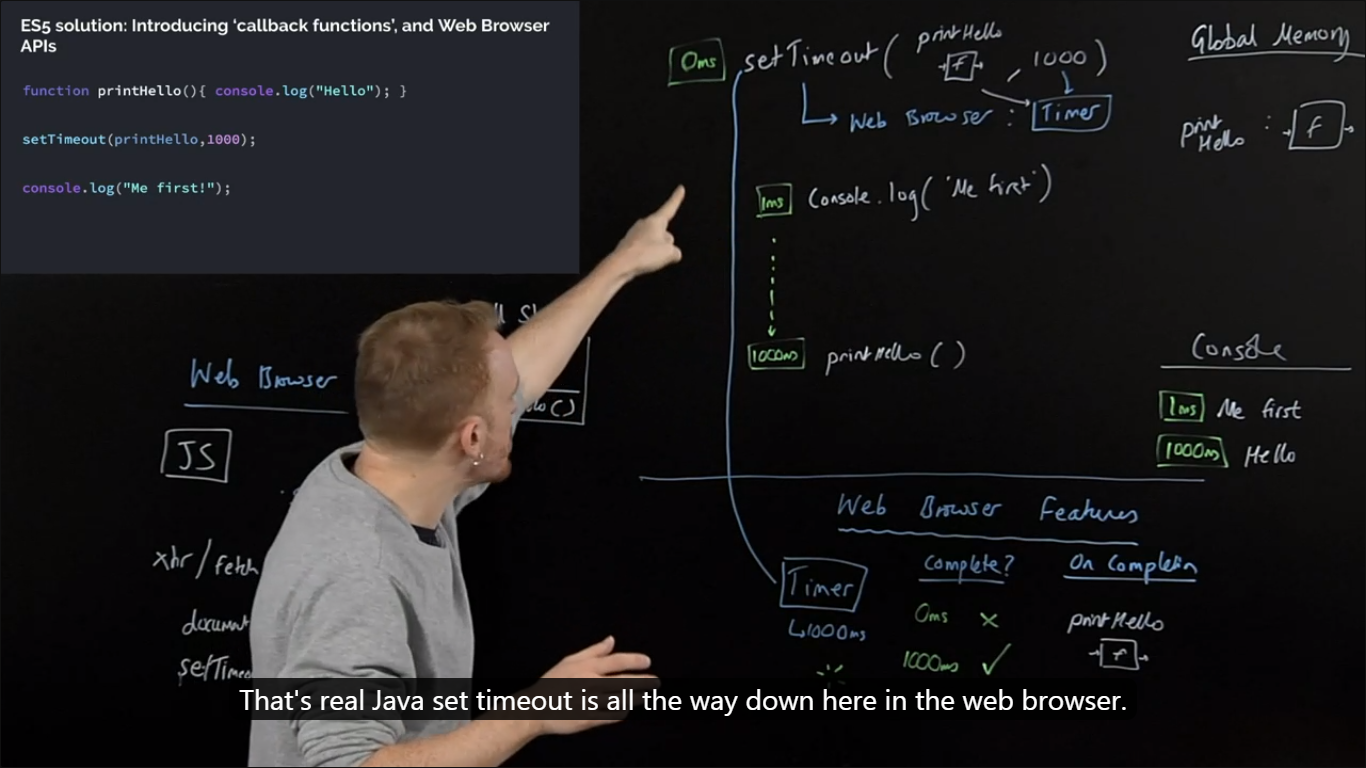 ES5 solution: Introducing ‘callback functions’, and Web Browser
APIs
function printHello(){ console.log("Hello"); }
setTimeout(printHello,1000);
console.log("Me first!");
0ms setTimeout( printHello f , 1000 )
Web Browser : Timer
Global Memory
print
Hello : f
1ms Console.log( 'Me first' )
1000ms printHello ( )
Console
1ms Me first
1000ms Hello
Web Browser
JS
xhr / fetch
document
setTimeo
Web Browser Features
Timer Complete? On Completion
↳1000ms 0ms × printHello
1000ms ✓ f
That's real Java set timeout is all the way down here in the web browser.